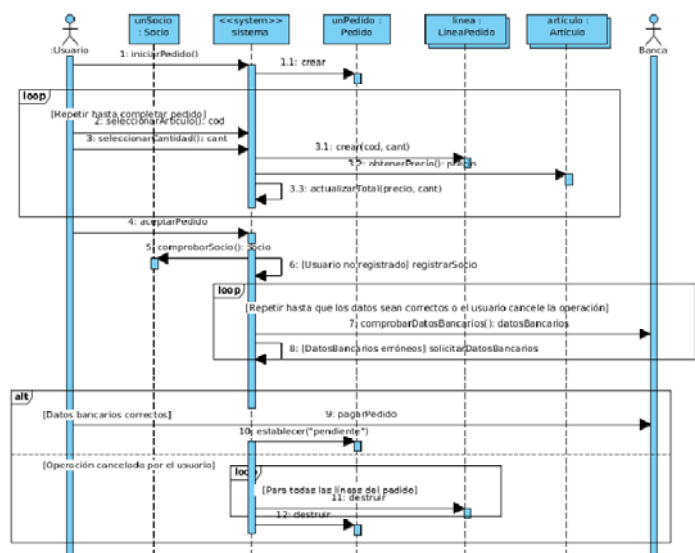 unSocio : Socio
<<system>> sistema
unPedido : Pedido
linea : LineaPedido
artículo : Artículo
:Usuario
Banca
1: iniciarPedido()
1.1: crear
loop
[Repetir hasta completar pedido]
2: seleccionarArticulo(): cod
3: seleccionarCantidad(): cant
3.1: crear(cod, cant)
3.2: obtenerPrecio(): precio
3.3: actualizarTotal(precio, cant)
4: aceptarPedido
5: comprobarSocio(): socio
6: [Usuario no registrado] registrarSocio
loop
[Repetir hasta que los datos sean correctos o el usuario cancele la operación]
7: comprobarDatosBancarios(): datosBancarios
8: [DatosBancarios erróneos] solicitarDatosBancarios
alt
[Datos bancarios correctos]
9: pagarPedido
10: establecer("pendiente")
[Operación cancelado por el usuario]
loop
[Para todas las líneas del pedido]
11: destruir
12: destruir